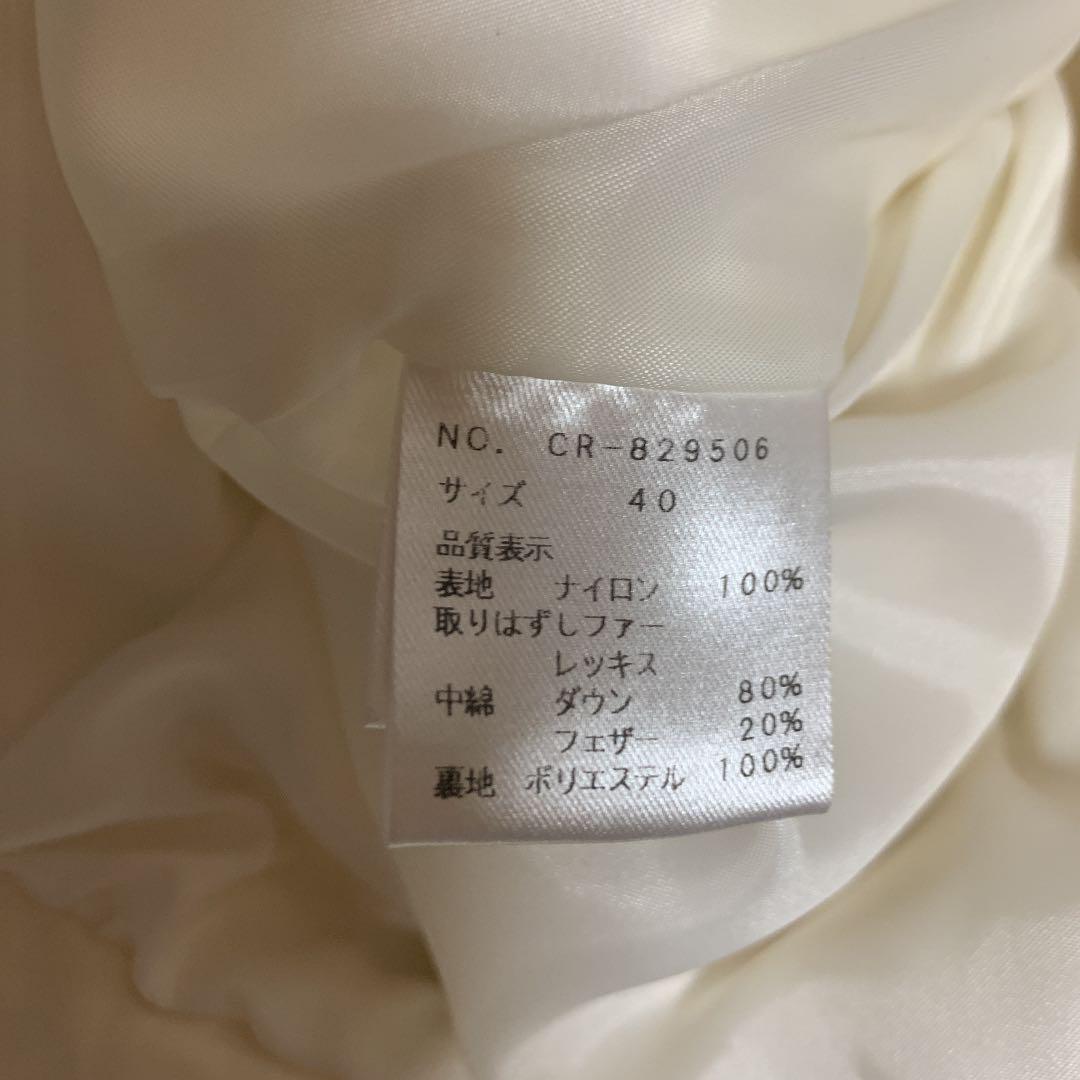 NO. CR-829506
サイズ 40
品質表示
表地 ナイロン 100%
取りはずしファー
レッキス
中綿 ダウン 80%
フェザー 20%
裏地 ポリエステル 100%